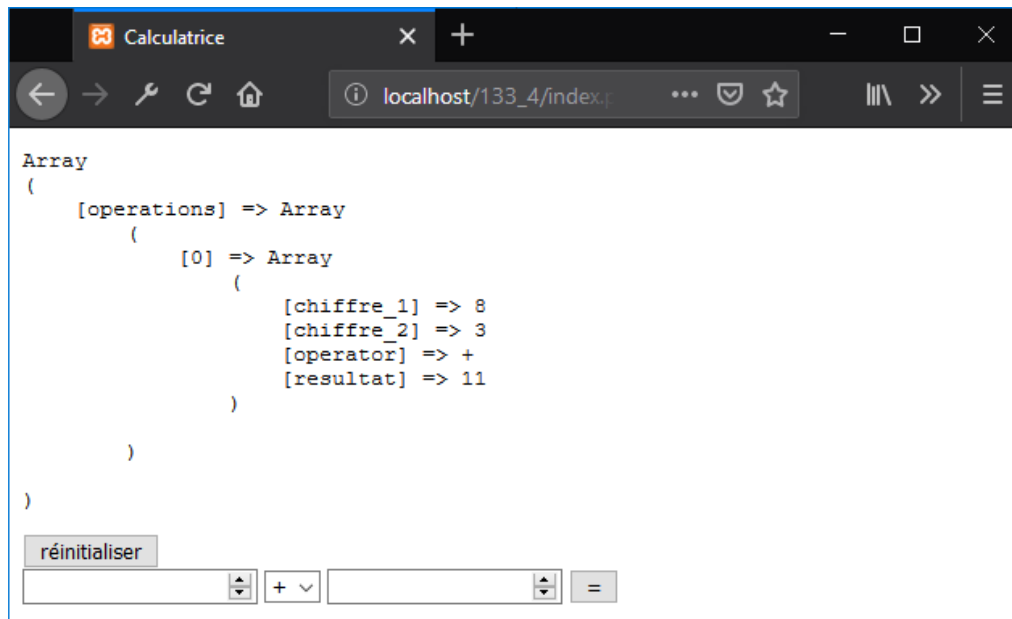 Calculatrice
localhost/133_4/index.p
Array
(
    [operations] => Array
        (
            [0] => Array
                (
                    [chiffre_1] => 8
                    [chiffre_2] => 3
                    [operator] => +
                    [resultat] => 11
                )

        )

)
réinitialiser
+ =